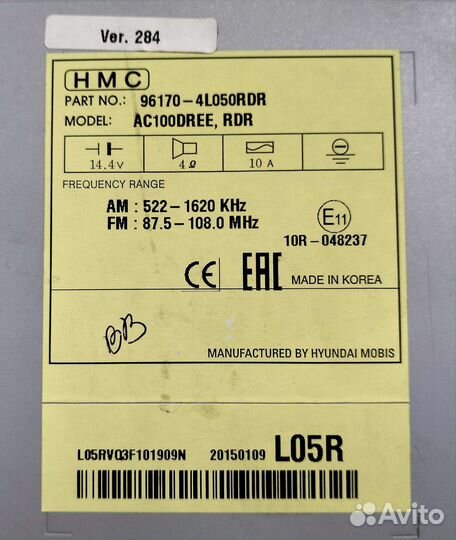 Ver. 284
HMC
PART NO.: 96170-4L050RDR
MODEL: AC100DREE, RDR
14.4V 4Ω 10 A
FREQUENCY RANGE
AM : 522-1620 KHz
FM : 87.5-108.0 MHz
E11
10R-048237
CE EAC MADE IN KOREA
BB
MANUFACTURED BY HYUNDAI MOBIS
L05RV03F101909N 20150109 L05R
Avito